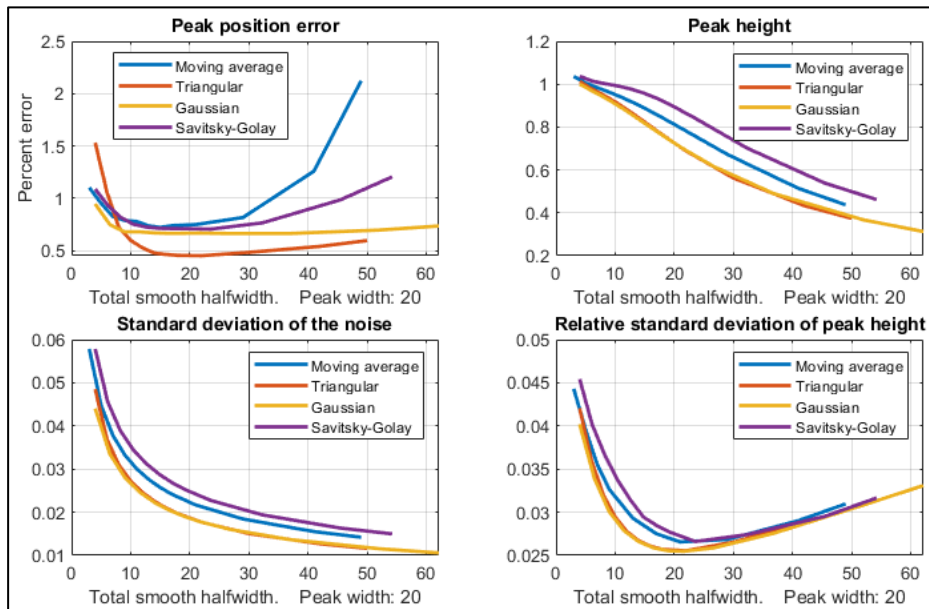 Peak position error
2.5
2
1.5
1
0.5
Percent error
Moving average
Triangular
Gaussian
Savitsky-Golay
0 10 20 30 40 50 60
Total smooth halfwidth. Peak width: 20
Peak height
1.2
1
0.8
0.6
0.4
0.2
Moving average
Triangular
Gaussian
Savitsky-Golay
0 10 20 30 40 50 60
Total smooth halfwidth. Peak width: 20
Standard deviation of the noise
0.06
0.05
0.04
0.03
0.02
0.01
Moving average
Triangular
Gaussian
Savitsky-Golay
0 10 20 30 40 50 60
Total smooth halfwidth. Peak width: 20
Relative standard deviation of peak height
0.05
0.045
0.04
0.035
0.03
0.025
Moving average
Triangular
Gaussian
Savitsky-Golay
0 10 20 30 40 50 60
Total smooth halfwidth. Peak width: 20